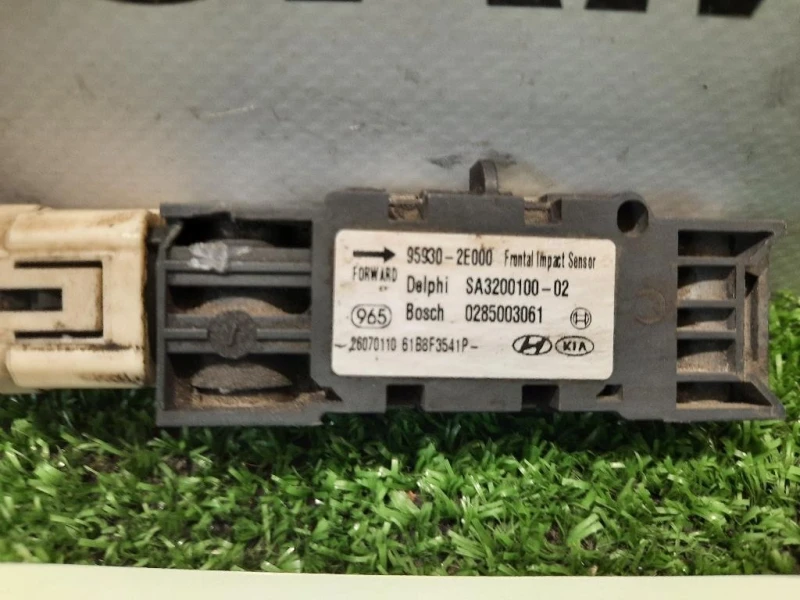 95930-2E000 Frontal Impact Sensor
FORWARD
Delphi SA3200100-02
965 Bosch 0285003061
26070110 61B8F3541P-
KIA